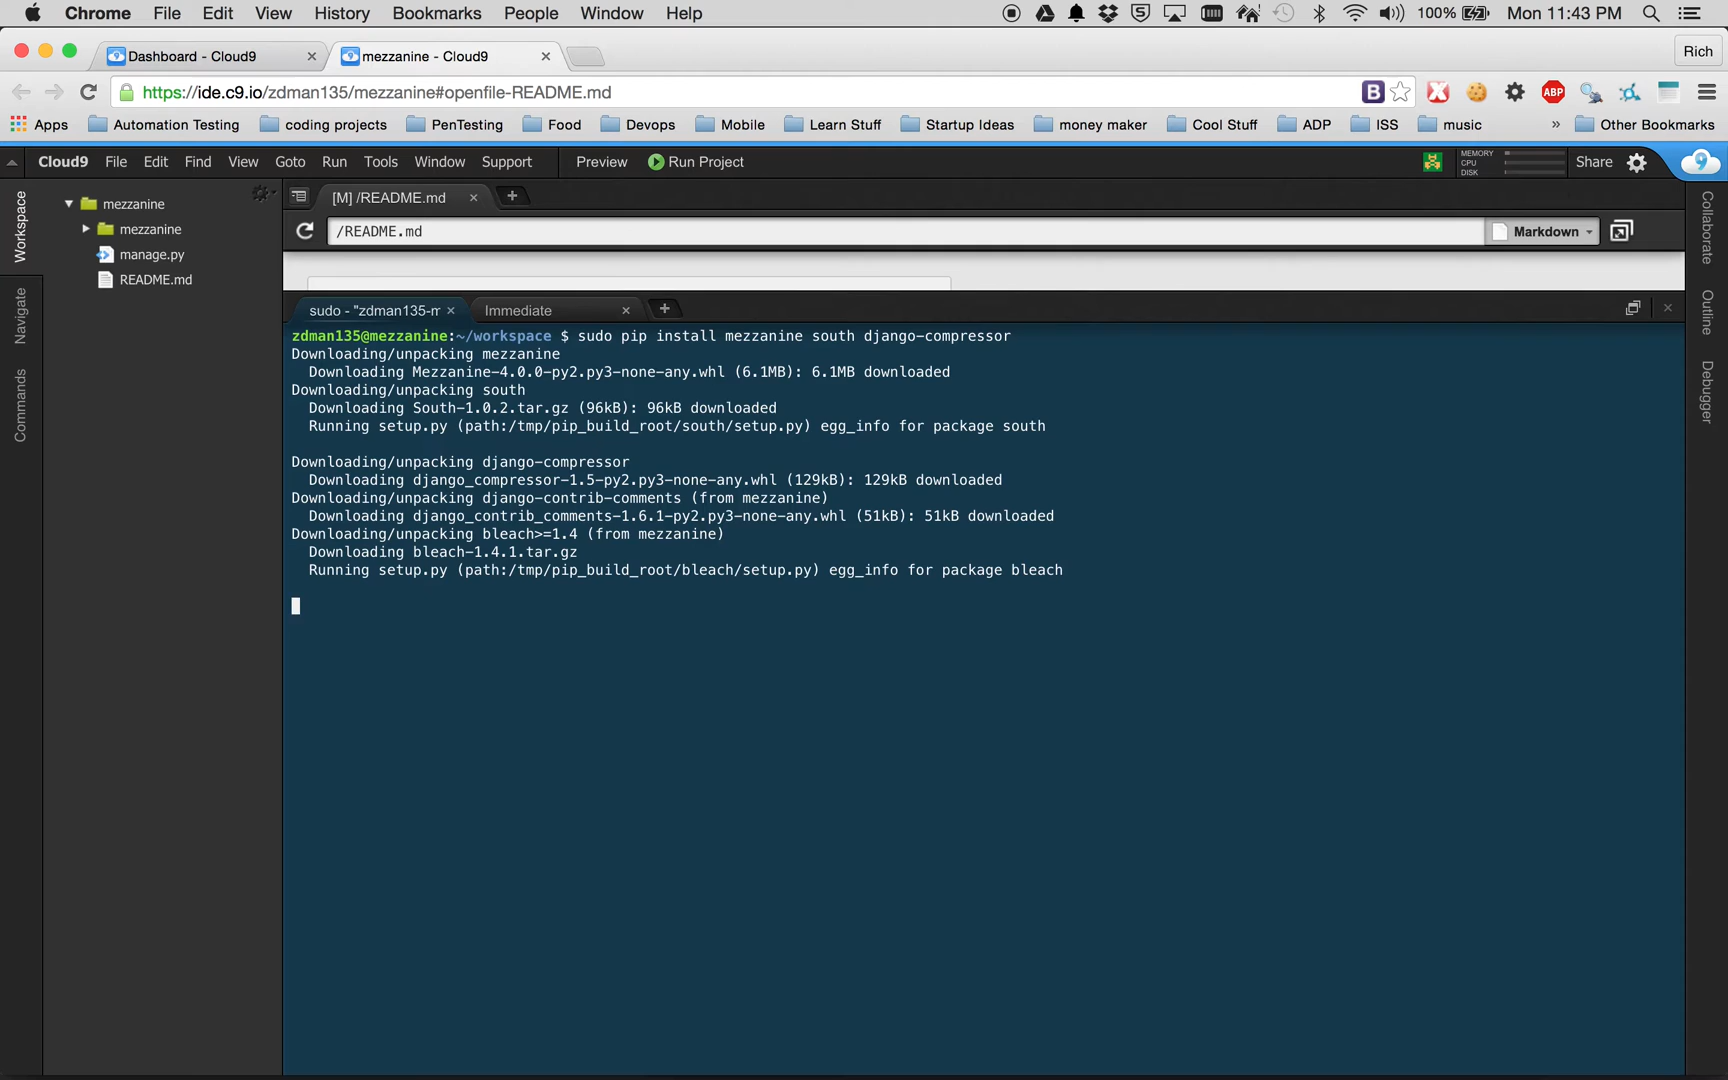 Chrome File Edit View History Bookmarks People Window Help 100% Mon 11:43 PM
Dashboard - Cloud9 mezzanine - Cloud9 Rich
https://ide.c9.io/zdman135/mezzanine#openfile-README.md B ABP
Apps Automation Testing coding projects PenTesting Food Devops Mobile Learn Stuff Startup Ideas money maker Cool Stuff ADP ISS music » Other Bookmarks
Cloud9 File Edit Find View Goto Run Tools Window Support Preview Run Project MEMORY CPU DISK Share 9
Workspace
Navigate
Commands
mezzanine
mezzanine
manage.py
README.md
[M] /README.md
/README.md Markdown
sudo - "zdman135-m Immediate
zdman135@mezzanine:~/workspace $ sudo pip install mezzanine south django-compressor
Downloading/unpacking mezzanine
Downloading Mezzanine-4.0.0-py2.py3-none-any.whl (6.1MB): 6.1MB downloaded
Downloading/unpacking south
Downloading South-1.0.2.tar.gz (96kB): 96kB downloaded
Running setup.py (path:/tmp/pip_build_root/south/setup.py) egg_info for package south
Downloading/unpacking django-compressor
Downloading django_compressor-1.5-py2.py3-none-any.whl (129kB): 129kB downloaded
Downloading/unpacking django-contrib-comments (from mezzanine)
Downloading django_contrib_comments-1.6.1-py2.py3-none-any.whl (51kB): 51kB downloaded
Downloading/unpacking bleach>=1.4 (from mezzanine)
Downloading bleach-1.4.1.tar.gz
Running setup.py (path:/tmp/pip_build_root/bleach/setup.py) egg_info for package bleach
Collaborate
Outline
Debugger